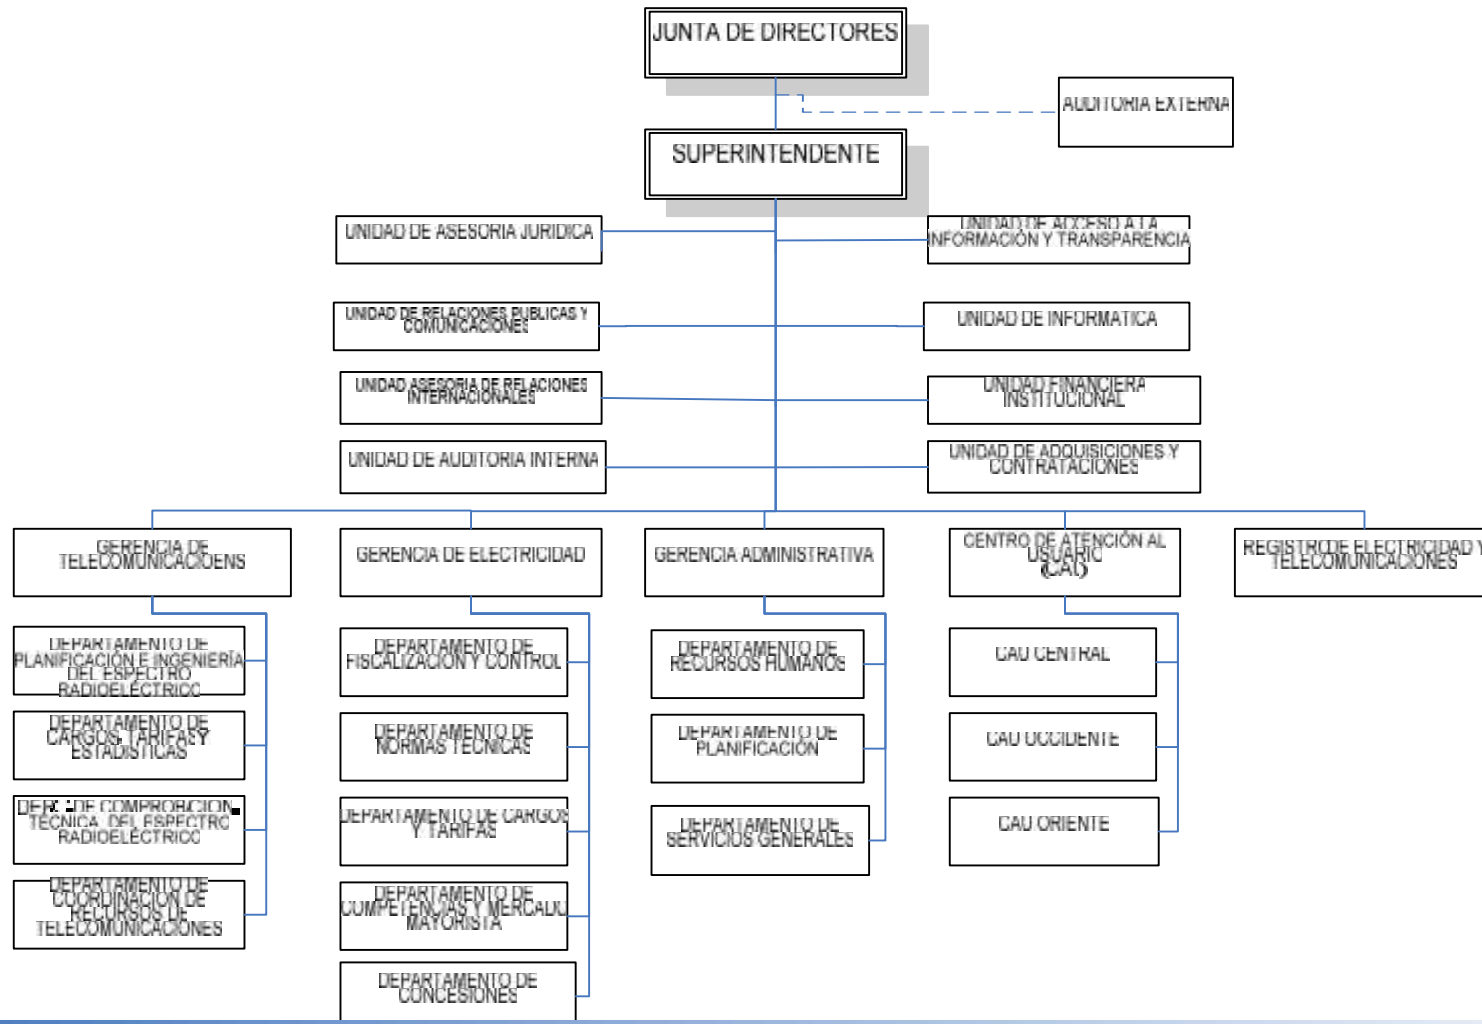 JUNTA DE DIRECTORES
AUDITORIA EXTERNA
SUPERINTENDENTE
UNIDAD DE ASESORIA JURIDICA
UNIDAD DE ACCESO A LA
INFORMACIÓN Y TRANSPARENCIA
UNIDAD DE RELACIONES PUBLICAS Y
COMUNICACIONES
UNIDAD DE INFORMATICA
UNIDAD ASESORIA DE RELACIONES
INTERNACIONALES
UNIDAD FINANCIERA
INSTITUCIONAL
UNIDAD DE AUDITORIA INTERNA
UNIDAD DE ADQUISICIONES Y
CONTRATACIONES
GERENCIA DE
TELECOMUNICACIOENS
GERENCIA DE ELECTRICIDAD
GERENCIA ADMINISTRATIVA
CENTRO DE ATENCIÓN AL
USUARIO
(CAU)
REGISTRO DE ELECTRICIDAD Y
TELECOMUNICACIONES
DEPARTAMENTO DE
PLANIFICACIÓN E INGENIERÍA
DEL ESPECTRO
RADIOELÉCTRICO
DEPARTAMENTO DE
CARGOS, TARIFAS Y
ESTADISTICAS
DE COMPROBCION
TÉCNICA DEL ESPECTRO
RADIOELÉCTRICO
DEPARTAMENTO DE
COORDINACION DE
RECURSOS DE
TELECOMUNICACIONES
DEPARTAMENTO DE
FISCALIZACION Y CONTROL
DEPARTAMENTO DE
NORMAS TECNICAS
DEPARTAMENTO DE CARGOS
Y TARIFAS
DEPARTAMENTO DE
COMPETENCIAS Y MERCADO
MAYORISTA
DEPARTAMENTO DE
CONCESIONES
DEPARTAMENTO DE
RECURSOS HUMANOS
DEPARTAMENTO DE
PLANIFICACIÓN
DEPARTAMENTO DE
SERVICIOS GENERALES
CAU CENTRAL
CAU OCCIDENTE
CAU ORIENTE